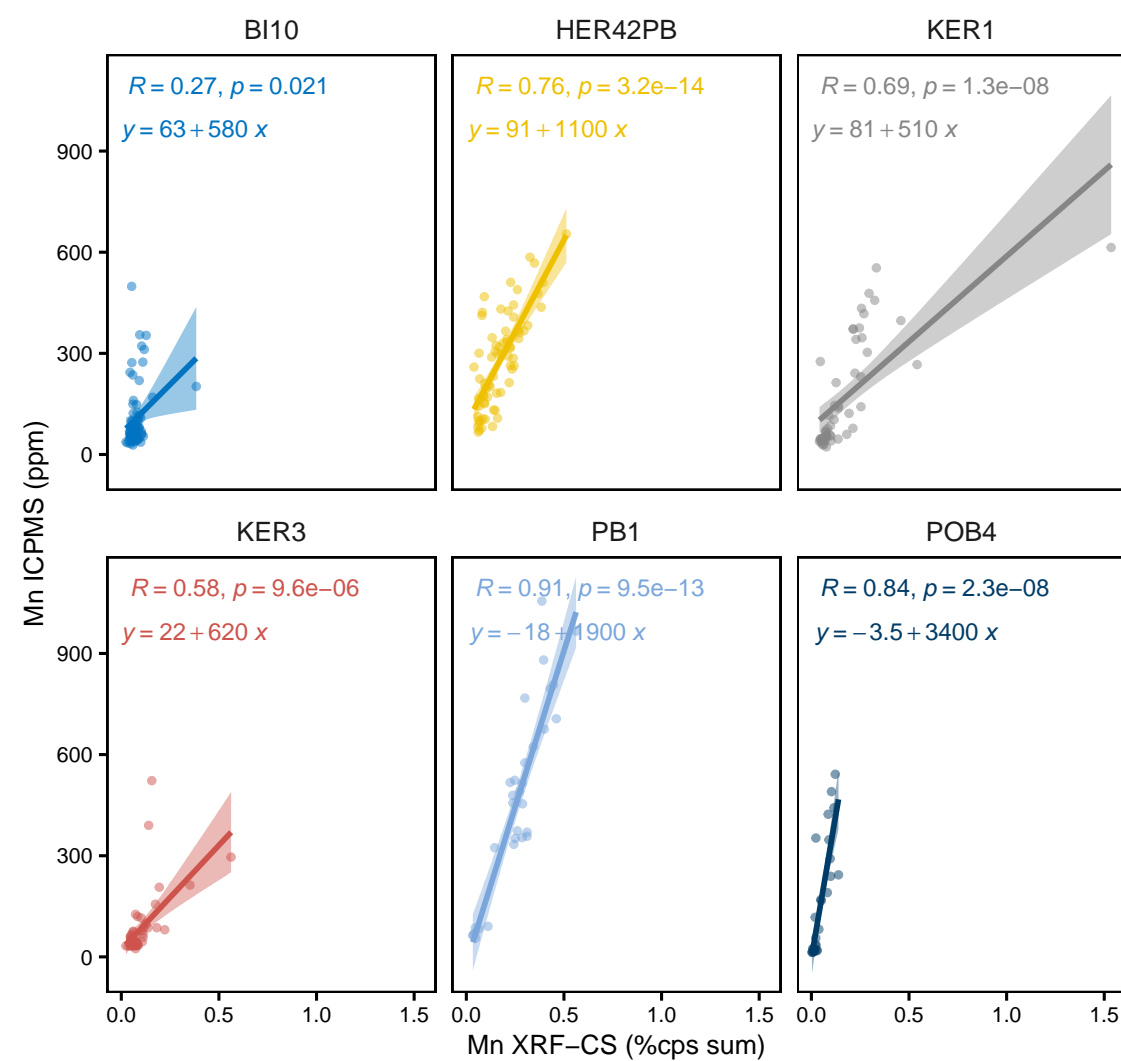 BI10 HER42PB KER1
R = 0.27, p = 0.021 R = 0.76, p = 3.2e−14 R = 0.69, p = 1.3e−08
y = 63 + 580 x y = 91 + 1100 x y = 81 + 510 x
900
600
300
0
KER3 PB1 POB4
R = 0.58, p = 9.6e−06 R = 0.91, p = 9.5e−13 R = 0.84, p = 2.3e−08
y = 22 + 620 x y = −18 + 1900 x y = −3.5 + 3400 x
900
600
300
0
Mn ICPMS (ppm)
0.0 0.5 1.0 1.5 0.0 0.5 1.0 1.5 0.0 0.5 1.0 1.5
Mn XRF−CS (%cps sum)